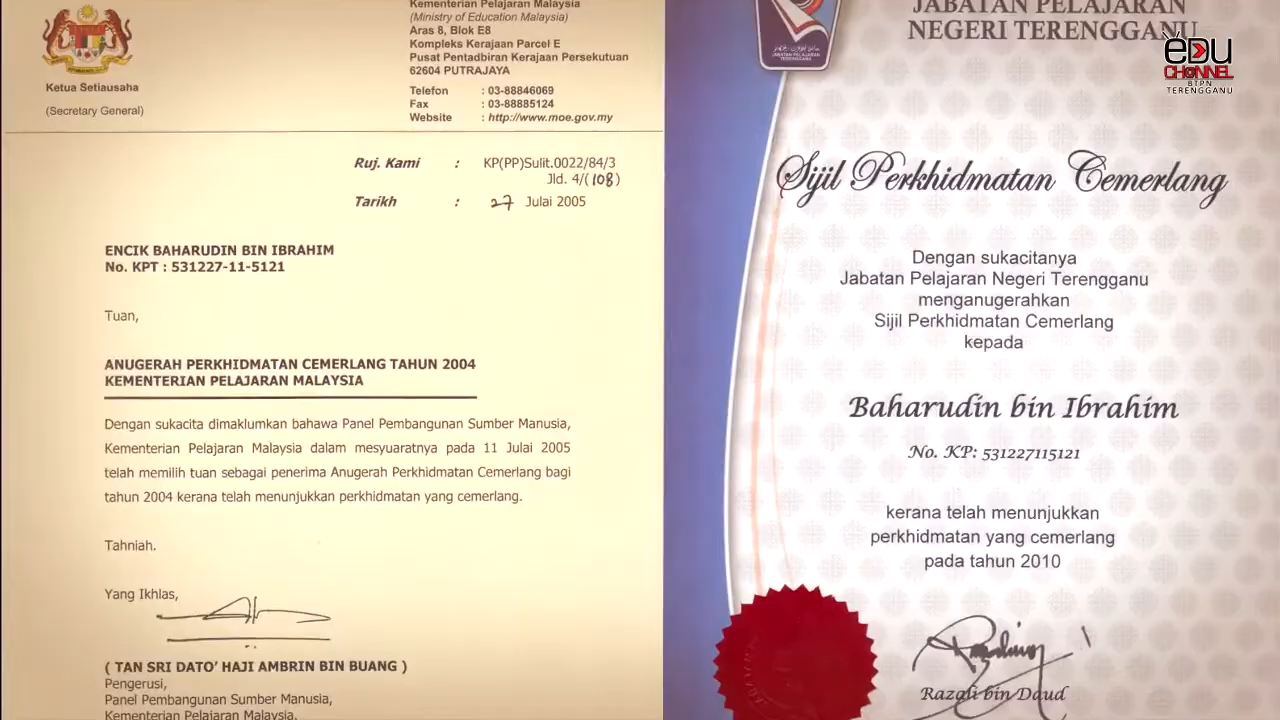 Kementerian Pelajaran Malaysia
(Ministry of Education Malaysia)
Aras 8, Blok E8
Kompleks Kerajaan Parcel E
Pusat Pentadbiran Kerajaan Persekutuan
62604 PUTRAJAYA
Ketua Setiausaha
(Secretary General)
Telefon : 03-88846069
Fax : 03-88885124
Website : http://www.moe.gov.my
Ruj. Kami : KP(PP)Sulit.0022/84/3
Jld. 4/(108)
Tarikh : 27 Julai 2005
ENCIK BAHARUDIN BIN IBRAHIM
No. KPT : 531227-11-5121
Tuan,
ANUGERAH PERKHIDMATAN CEMERLANG TAHUN 2004
KEMENTERIAN PELAJARAN MALAYSIA
Dengan sukacita dimaklumkan bahawa Panel Pembangunan Sumber Manusia,
Kementerian Pelajaran Malaysia dalam mesyuaratnya pada 11 Julai 2005
telah memilih tuan sebagai penerima Anugerah Perkhidmatan Cemerlang bagi
tahun 2004 kerana telah menunjukkan perkhidmatan yang cemerlang.
Tahniah.
Yang Ikhlas,
( TAN SRI DATO' HAJI AMBRIN BIN BUANG )
Pengerusi,
Panel Pembangunan Sumber Manusia,
Kementerian Pelajaran Malaysia.
JABATAN PELAJARAN
NEGERI TERENGGANU
JABATAN PELAJARAN
TERENGGANU
eDU
CHANNEL
BTPN
TERENGGANU
Sijil Perkhidmatan Cemerlang
Dengan sukacitanya
Jabatan Pelajaran Negeri Terengganu
menganugerahkan
Sijil Perkhidmatan Cemerlang
kepada
Baharudin bin Ibrahim
No. KP: 531227115121
kerana telah menunjukkan
perkhidmatan yang cemerlang
pada tahun 2010
Razali bin Daud